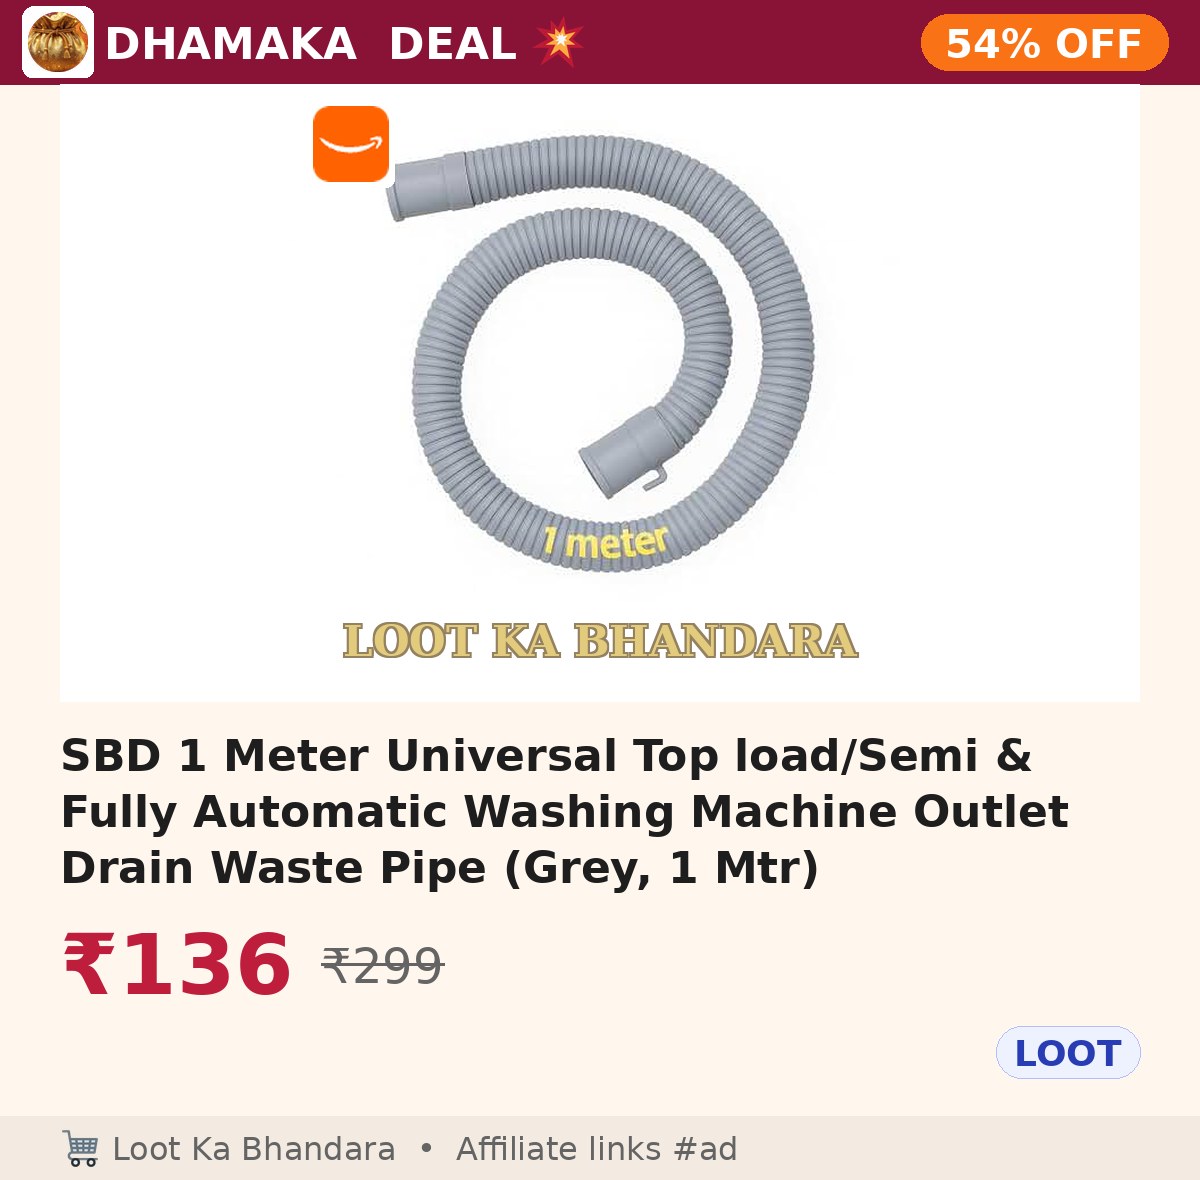 DHAMAKA DEAL 💥
54% OFF
1 meter
LOOT KA BHANDARA
SBD 1 Meter Universal Top load/Semi &
Fully Automatic Washing Machine Outlet
Drain Waste Pipe (Grey, 1 Mtr)
₹136 ₹299
LOOT
🛒 Loot Ka Bhandara • Affiliate links #ad